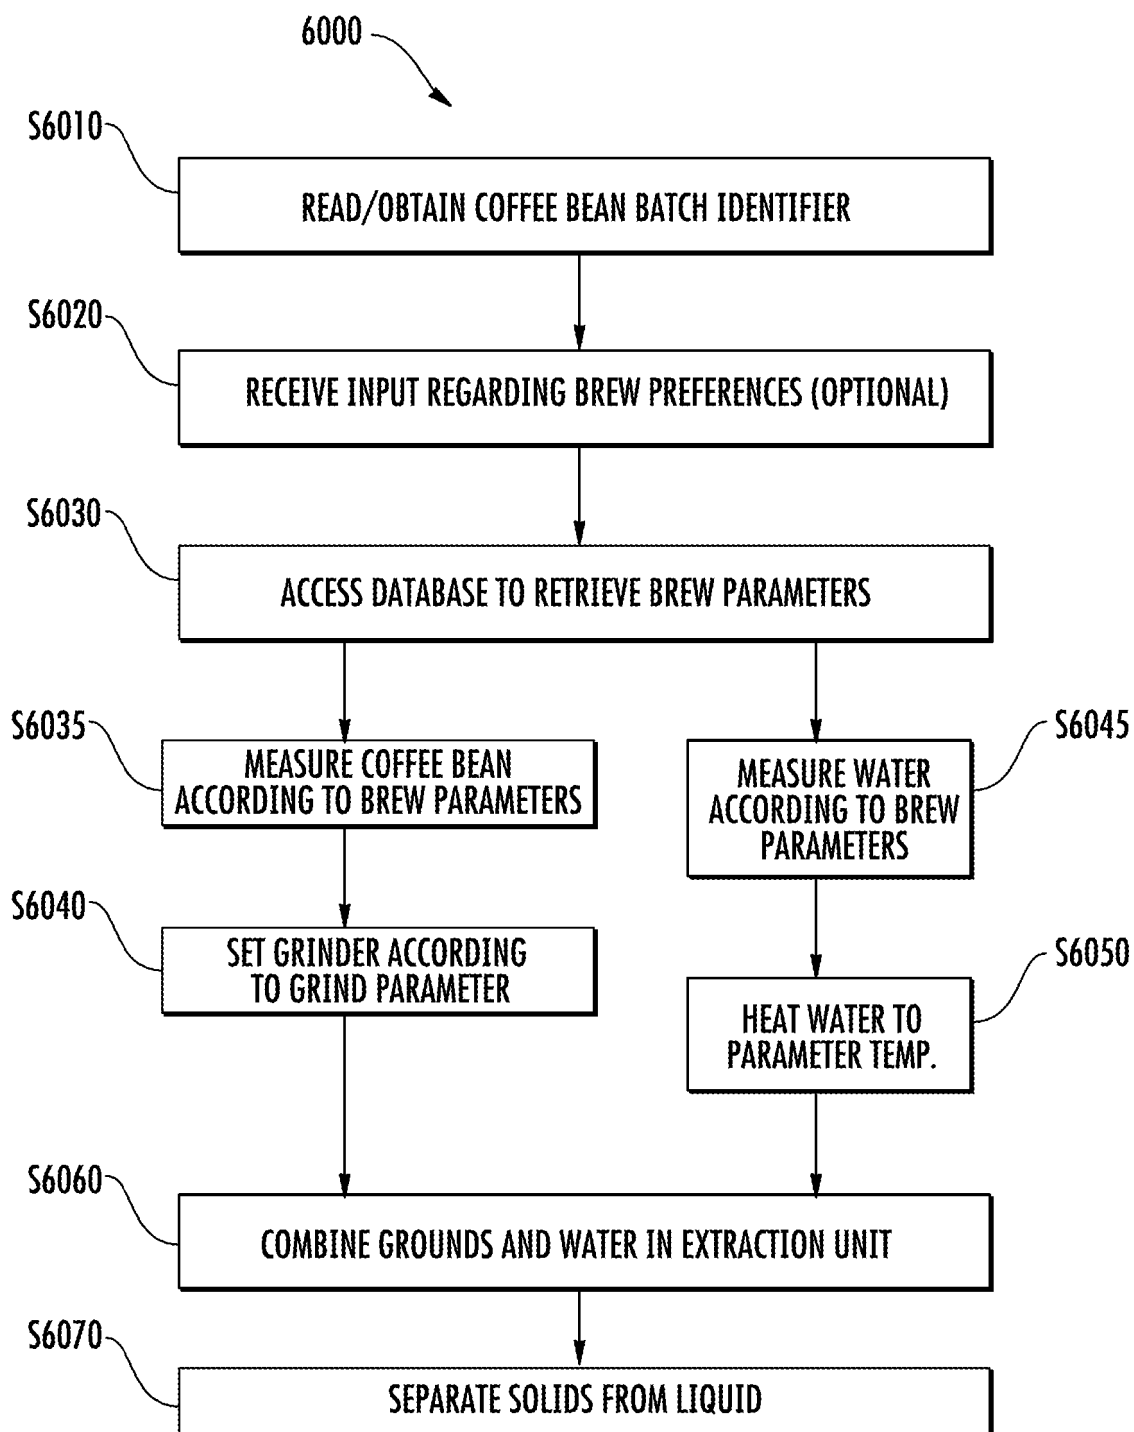 6000
S6010
READ/OBTAIN COFFEE BEAN BATCH IDENTIFIER
S6020
RECEIVE INPUT REGARDING BREW PREFERENCES (OPTIONAL)
S6030
ACCESS DATABASE TO RETRIEVE BREW PARAMETERS
S6035
MEASURE COFFEE BEAN
ACCORDING TO BREW PARAMETERS
S6045
MEASURE WATER
ACCORDING TO BREW
PARAMETERS
S6040
SET GRINDER ACCORDING
TO GRIND PARAMETER
S6050
HEAT WATER TO
PARAMETER TEMP.
S6060
COMBINE GROUNDS AND WATER IN EXTRACTION UNIT
S6070
SEPARATE SOLIDS FROM LIQUID